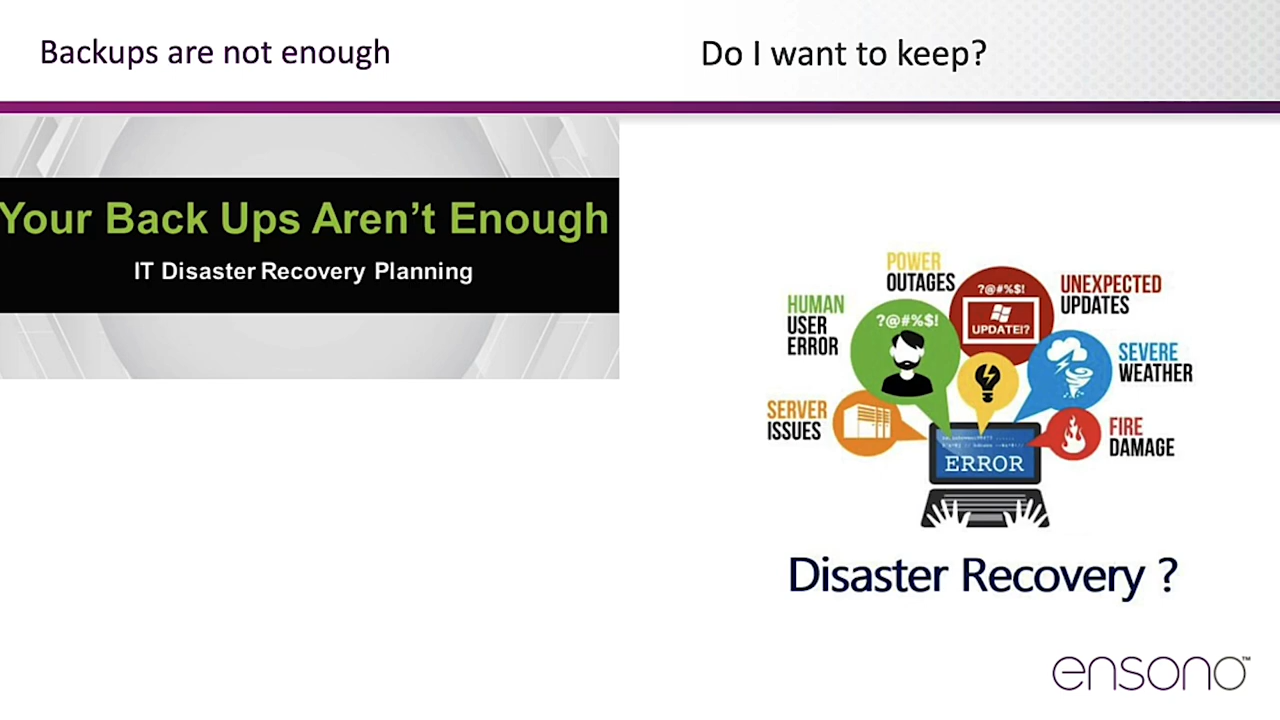 Backups are not enough
Do I want to keep?
Your Back Ups Aren't Enough
IT Disaster Recovery Planning
POWER
OUTAGES
?@#%$!
UPDATE!?
UNEXPECTED
UPDATES
HUMAN
USER
ERROR
?@#%$!
SEVERE
WEATHER
SERVER
ISSUES
FIRE
DAMAGE
ERROR
Disaster Recovery ?
ensono™